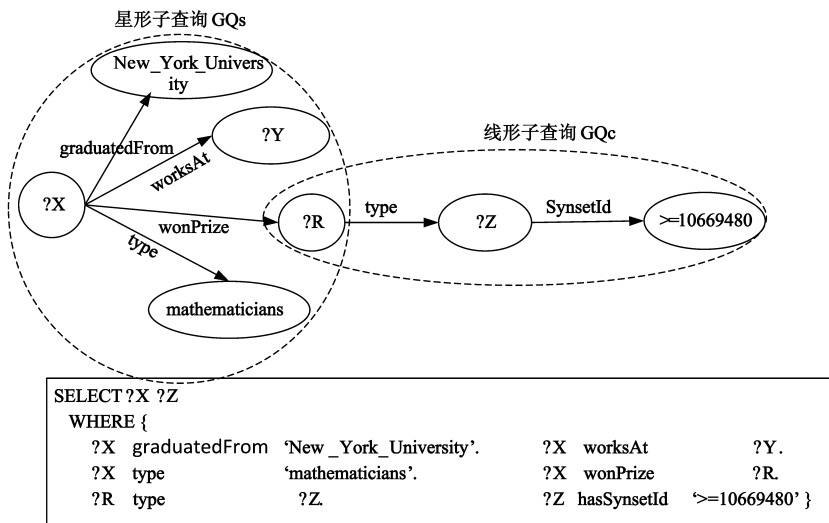 星形子查询 GQs
New_York_Univers
ity
graduatedFrom
?Y
worksAt
线形子查询 GQc
?X
wonPrize
?R
type
?Z
SynsetId
>=10669480
type
mathematicians
SELECT ?X ?Z
WHERE {
?X graduatedFrom ‘New _York_University’. ?X worksAt ?Y.
?X type ‘mathematicians’. ?X wonPrize ?R.
?R type ?Z. ?Z hasSynsetId ‘>=10669480’ }